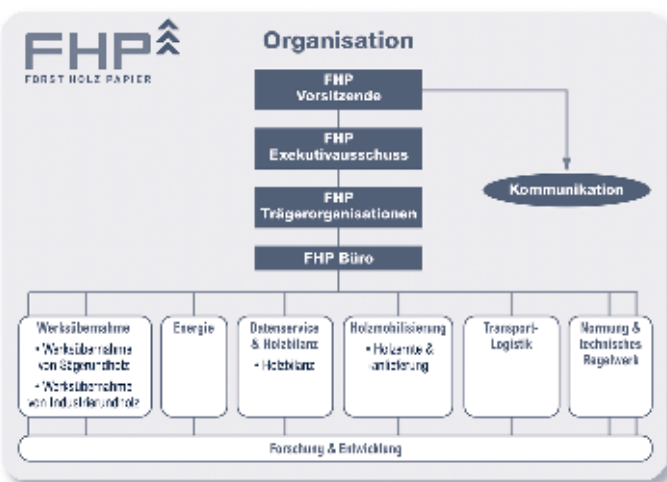 FHP
FORST HOLZ PAPIER
Organisation
FHP
Vorsitzende
FHP
Exekutivausschuss
FHP
Trägerorganisationen
FHP Büro
Kommunikation
Werksübernahme
• Werksübernahme
von Sägerundholz
• Werksübernahme
von Industrierundholz
Energie
Datenservice
& Holzbilanz
• Holzbilanz
Holzmobilisierung
• Holzernte &
-anlieferung
Transport-
Logistik
Normung &
technisches
Regelwerk
Forschung & Entwicklung